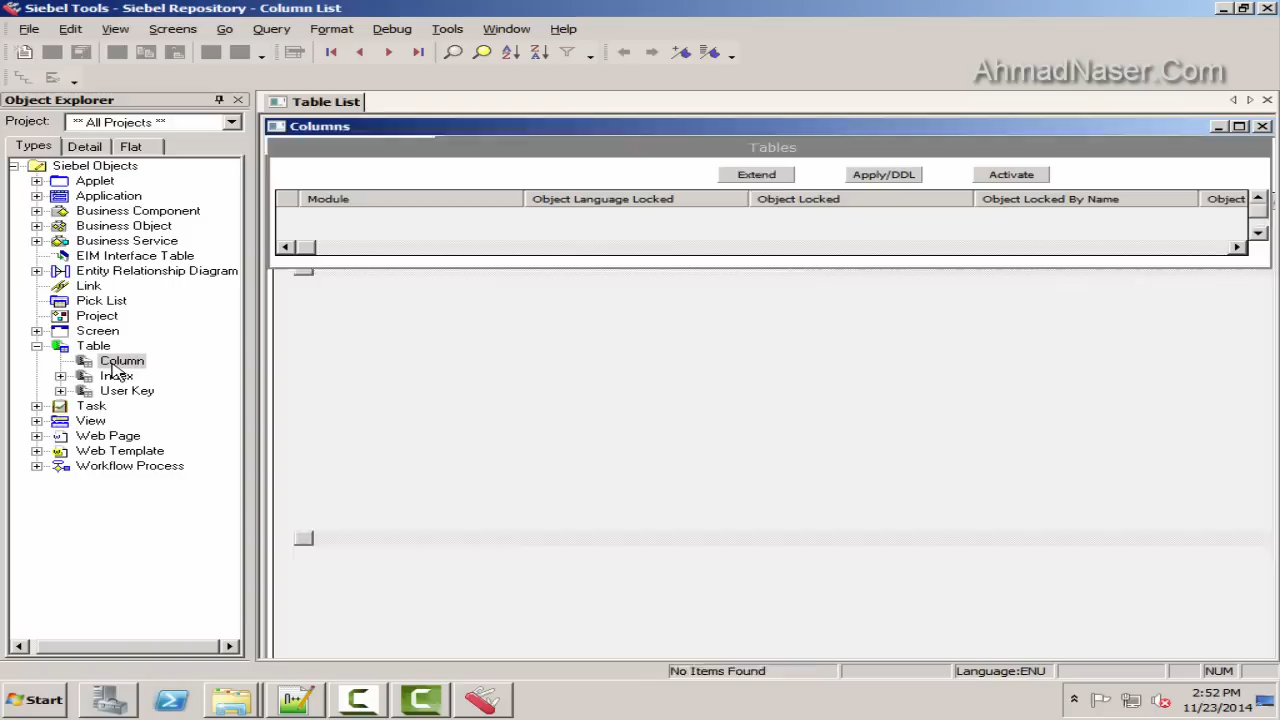 Siebel Tools - Siebel Repository - Column List
File Edit View Screens Go Query Format Debug Tools Window Help
AhmadNaser.Com
Object Explorer
Table List
Project: ** All Projects **
Columns
Types Detail Flat
Tables
Siebel Objects
Extend Apply/DDL Activate
Applet
Application
Module Object Language Locked Object Locked Object Locked By Name Object
Business Component
Business Object
Business Service
EIM Interface Table
Entity Relationship Diagram
Link
Pick List
Project
Screen
Table
Column
Index
User Key
Task
View
Web Page
Web Template
Workflow Process
No Items Found Language:ENU NUM
Start
2:52 PM
11/23/2014